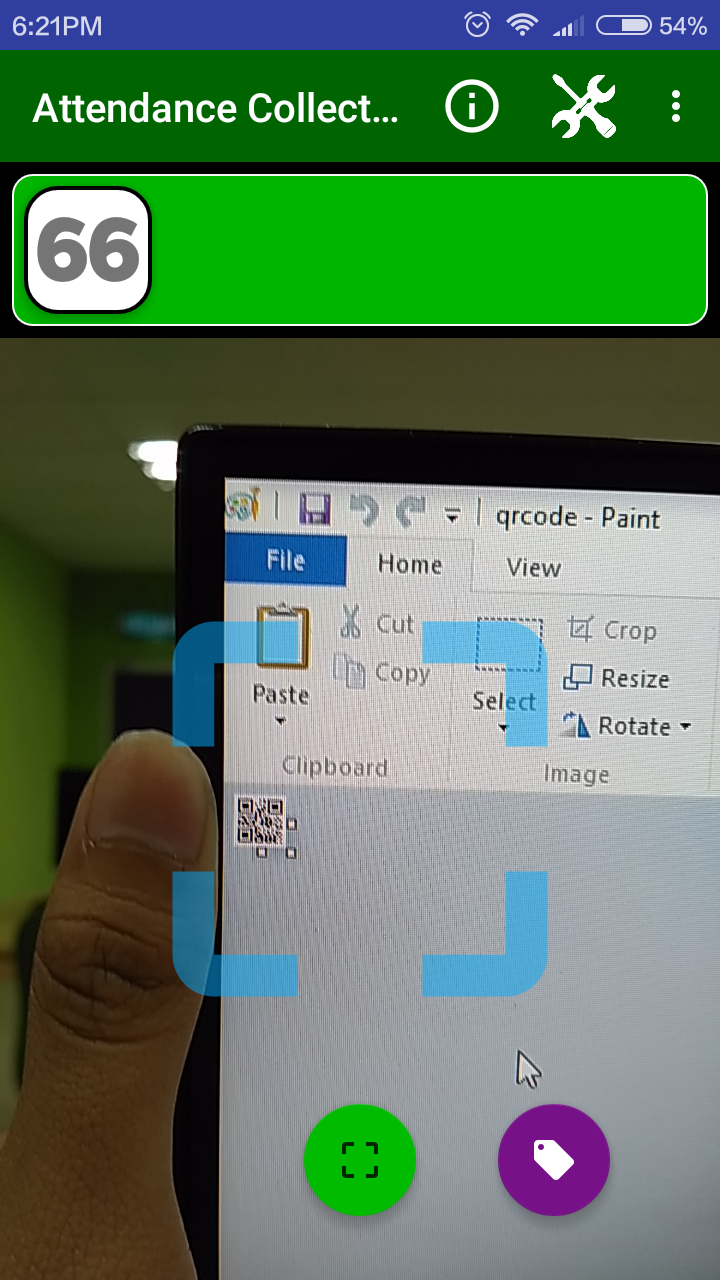 6:21PM 54%
Attendance Collect...
66
qrcode - Paint
File Home View
Cut
Copy
Paste
Clipboard
Select
Crop
Resize
Rotate
Image